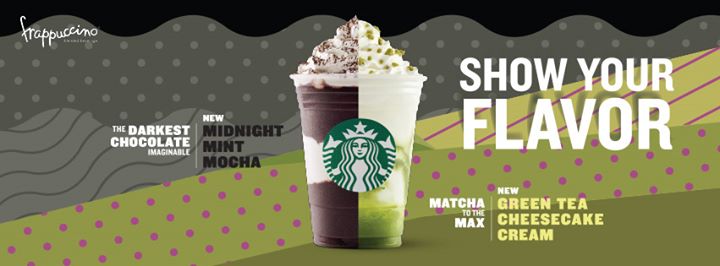 frappuccino
SHOW YOUR
FLAVOR
THE DARKEST
CHOCOLATE
IMAGINABLE
NEW
MIDNIGHT
MINT
MOCHA
MATCHA
TO THE
MAX
NEW
GREEN TEA
CHEESECAKE
CREAM